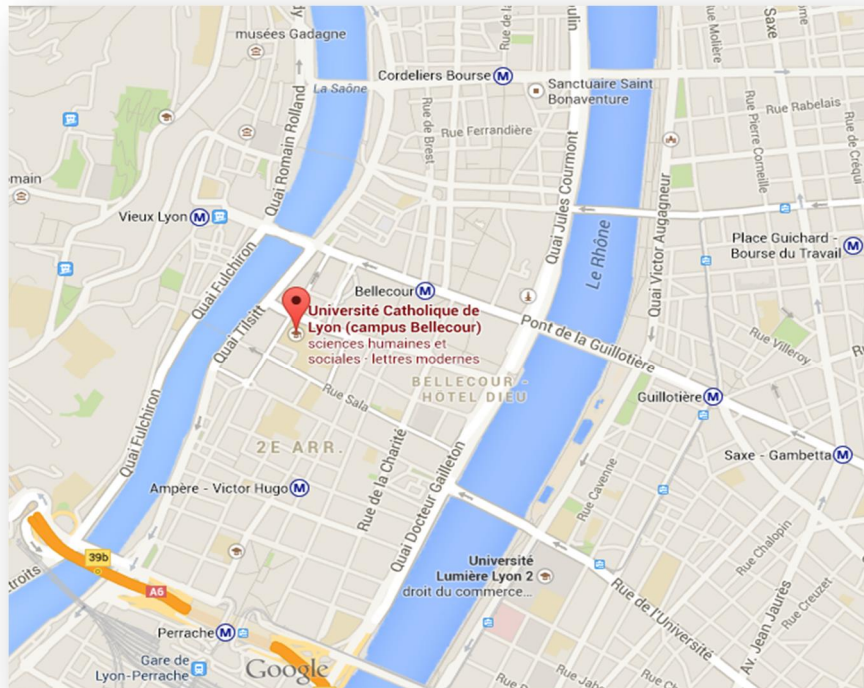 musées Gadagne
La Saône
Quai Romain Rolland
Cordeliers Bourse M
Sanctuaire Saint
Bonaventure
Rue Ferrandière
Rue de Brest
Quai Jules Courmont
Le Rhône
Quai Victor Augagneur
Rue Molière
Saxe
Rue Rabelais
Rue Pierre Corneille
de Créqui
Vieux Lyon M
Quai Fulchiron
Quai Tilsitt
Bellecour M
Place Guichard -
Bourse du Travail M
Université Catholique de
Lyon (campus Bellecour)
sciences humaines et
sociales · lettres modernes
Pont de la Guillotière
Rue Villeroy
BELLECOUR -
HÔTEL DIEU
Rue Sala
Guillotière M
Quai Fulchiron
2E ARR.
Rue de la Charité
Quai Docteur Gailleton
Saxe - Gambetta M
Ampère - Victor Hugo M
Rue Cavenne
39b
A6
Université
Lumière Lyon 2
droit du commerce...
Rue Chalopin
Rue de l'Université
Av. Jean Jaurès
Rue Creuzet
Perrache M
Gare de
Lyon-Perrache
Google